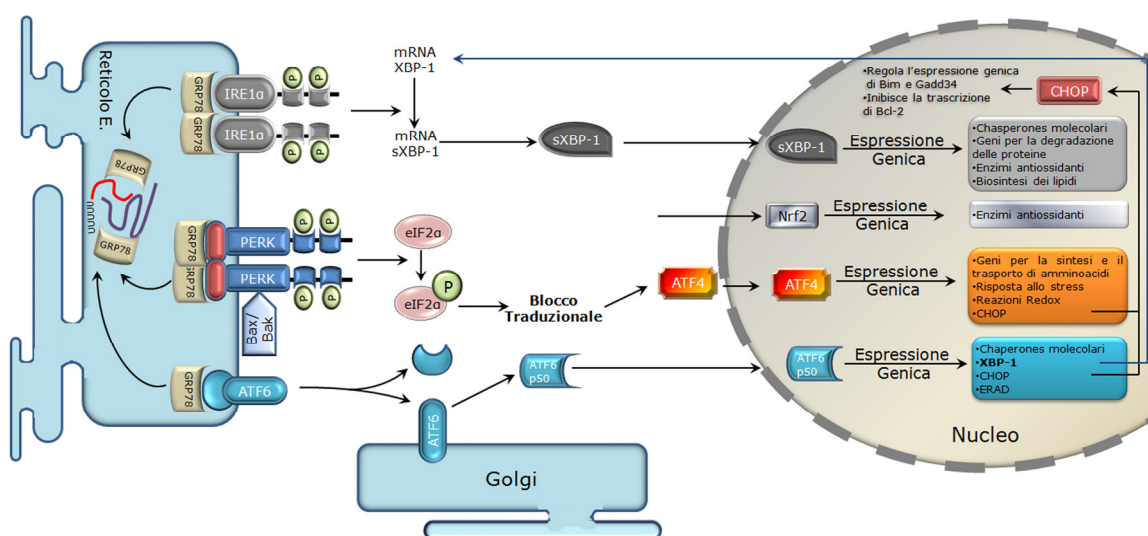 Reticolo E.
GRP78
IRE1α
P
P
GRP78
IRE1α
P
P
GRP78
GRP78
nnnnn
mRNA
XBP-1
mRNA
sXBP-1
sXBP-1
sXBP-1
Espressione
Genica
•Regola l'espressione genica
di Bim e Gadd34
•Inibisce la trascrizione
di Bcl-2
CHOP
•Chasperones molecolari
•Geni per la degradazione
delle proteine
•Enzimi antiossidanti
•Biosintesi dei lipidi
GRP78
PERK
P
P
GRP78
PERK
P
P
Bax/
Bak
eIF2α
eIF2α
P
Blocco
Traduzionale
Nrf2
Espressione
Genica
•Enzimi antiossidanti
ATF4
ATF4
Espressione
Genica
•Geni per la sintesi e il
trasporto di amminoacidi
•Risposta allo stress
•Reazioni Redox
•CHOP
GRP78
ATF6
ATF6
ATF6
p50
ATF6
p50
Espressione
Genica
•Chaperones molecolari
•XBP-1
•CHOP
•ERAD
Nucleo
Golgi